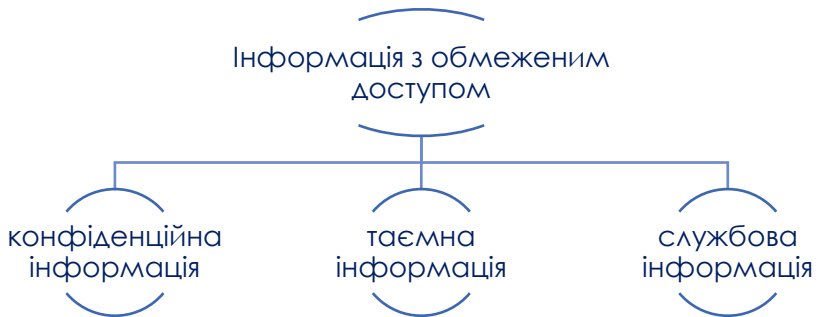 Інформація з обмеженим
доступом
конфіденційна
інформація
таємна
інформація
службова
інформація